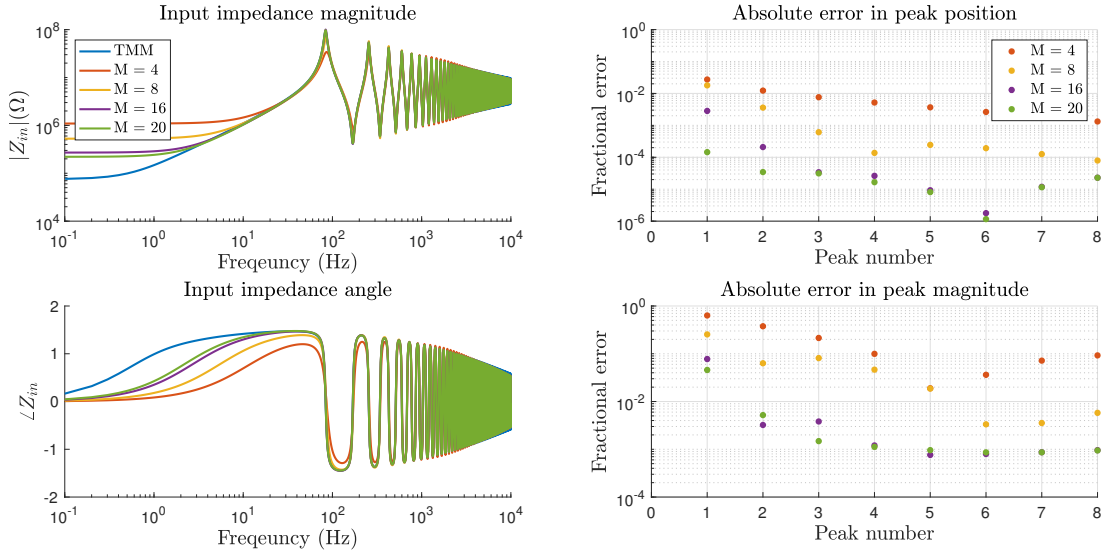 Input impedance magnitude
10^8
10^6
10^4
|Z_in|(Ω)
TMM
M = 4
M = 8
M = 16
M = 20
10^-1 10^0 10^1 10^2 10^3 10^4
Freqeuncy (Hz)
Absolute error in peak position
10^0
10^-2
10^-4
10^-6
Fractional error
M = 4
M = 8
M = 16
M = 20
0 1 2 3 4 5 6 7 8
Peak number
Input impedance angle
2
1
0
-1
-2
∠Z_in
10^-1 10^0 10^1 10^2 10^3 10^4
Freqeuncy (Hz)
Absolute error in peak magnitude
10^0
10^-2
10^-4
Fractional error
0 1 2 3 4 5 6 7 8
Peak number